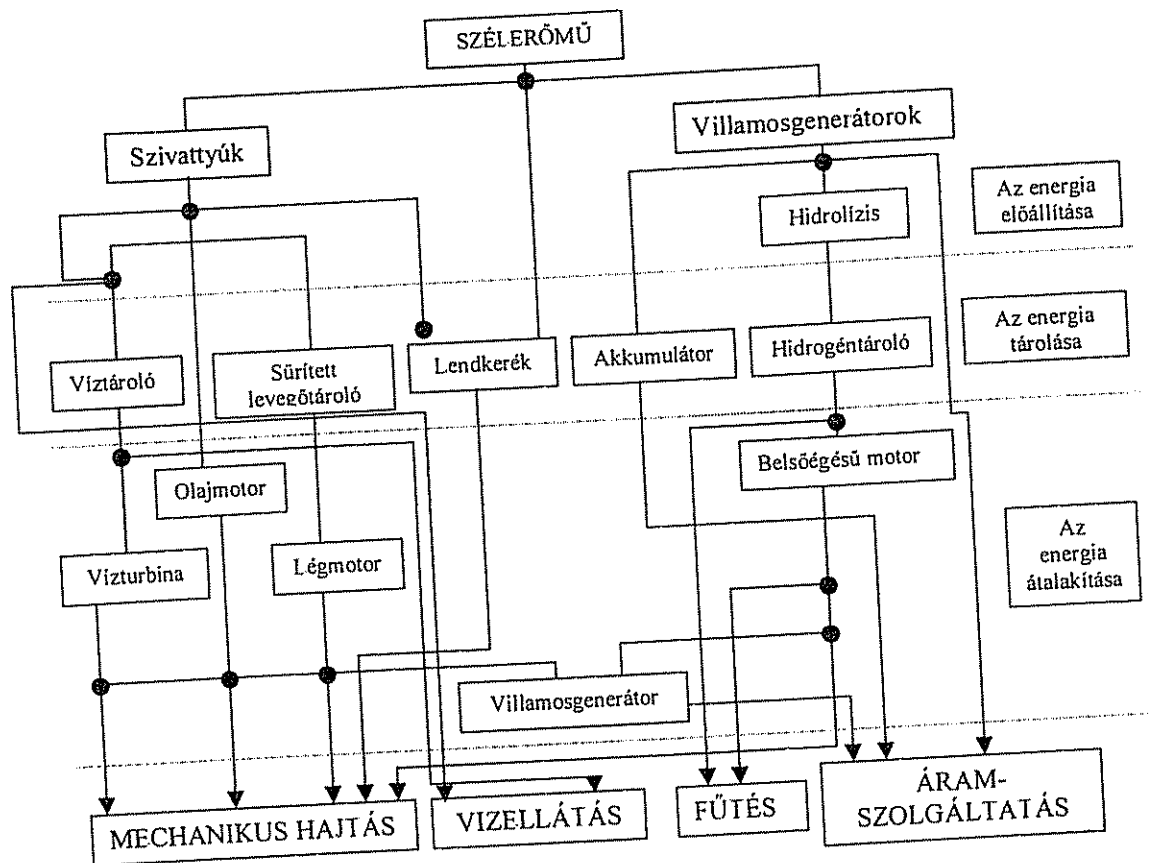 SZÉLERŐMŰ
Szivattyúk
Villamosgenerátorok
Hidrolízis
Az energia
előállítása
Víztároló
Sürített
levegőtároló
Lendkerék
Akkumulátor
Hidrogéntároló
Az energia
tárolása
Olajmotor
Belsőégésű motor
Vízturbina
Légmotor
Az
energia
átalakítása
Villamosgenerátor
MECHANIKUS HAJTÁS
VIZELLÁTÁS
FŰTÉS
ÁRAM-
SZOLGÁLTATÁS